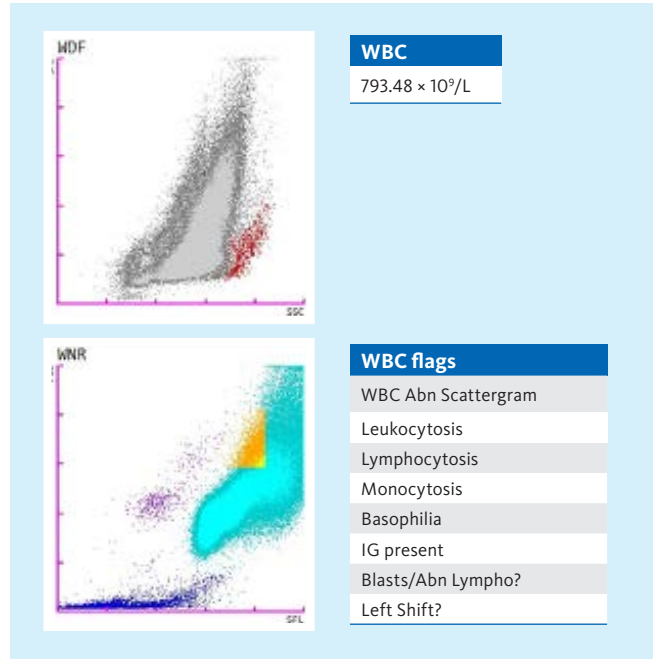 WDF
SSC
WBC
793.48 × 10⁹/L
WNR
SFL
WBC flags
WBC Abn Scattergram
Leukocytosis
Lymphocytosis
Monocytosis
Basophilia
IG present
Blasts/Abn Lympho?
Left Shift?